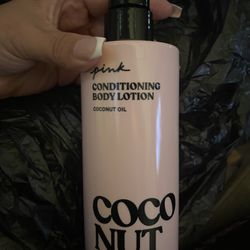 pink
CONDITIONING
BODY LOTION
COCONUT OIL
COCO
NUT